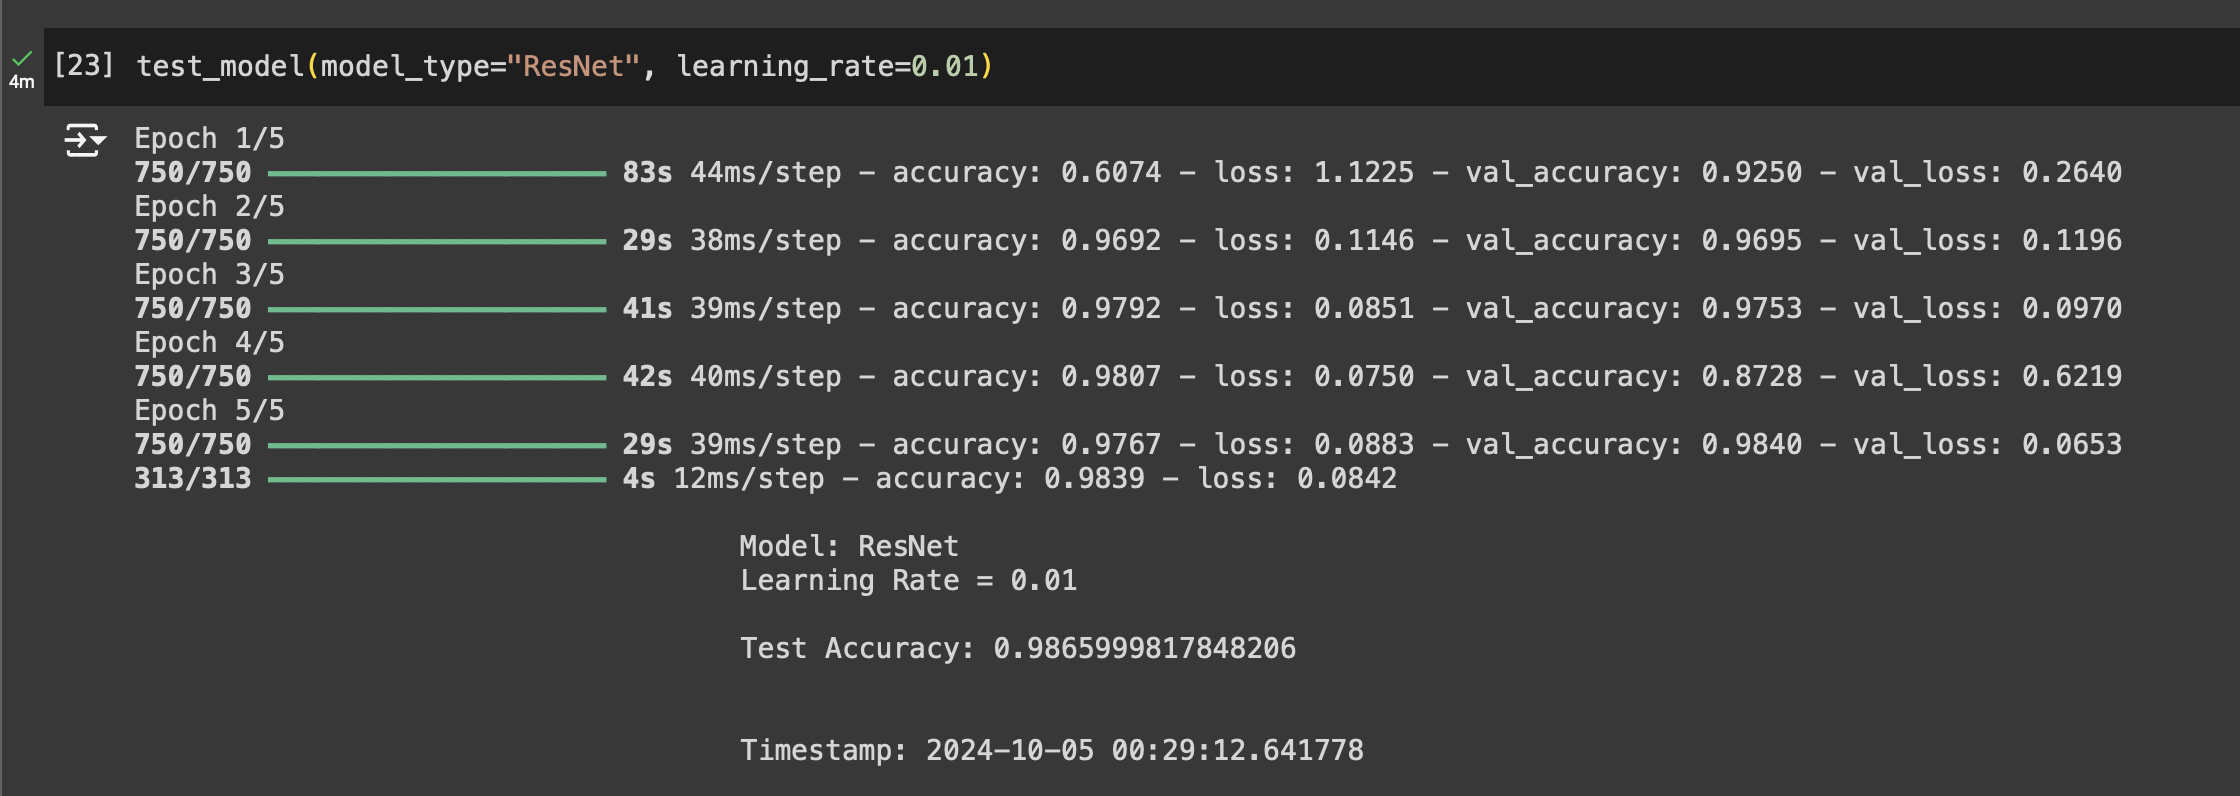 [23] test_model(model_type="ResNet", learning_rate=0.01)
4m
Epoch 1/5
750/750 ━━━━━━━━━━━━━━━━━━━━ 83s 44ms/step - accuracy: 0.6074 - loss: 1.1225 - val_accuracy: 0.9250 - val_loss: 0.2640
Epoch 2/5
750/750 ━━━━━━━━━━━━━━━━━━━━ 29s 38ms/step - accuracy: 0.9692 - loss: 0.1146 - val_accuracy: 0.9695 - val_loss: 0.1196
Epoch 3/5
750/750 ━━━━━━━━━━━━━━━━━━━━ 41s 39ms/step - accuracy: 0.9792 - loss: 0.0851 - val_accuracy: 0.9753 - val_loss: 0.0970
Epoch 4/5
750/750 ━━━━━━━━━━━━━━━━━━━━ 42s 40ms/step - accuracy: 0.9807 - loss: 0.0750 - val_accuracy: 0.8728 - val_loss: 0.6219
Epoch 5/5
750/750 ━━━━━━━━━━━━━━━━━━━━ 29s 39ms/step - accuracy: 0.9767 - loss: 0.0883 - val_accuracy: 0.9840 - val_loss: 0.0653
313/313 ━━━━━━━━━━━━━━━━━━━━ 4s 12ms/step - accuracy: 0.9839 - loss: 0.0842
Model: ResNet
Learning Rate = 0.01
Test Accuracy: 0.9865999817848206
Timestamp: 2024-10-05 00:29:12.641778